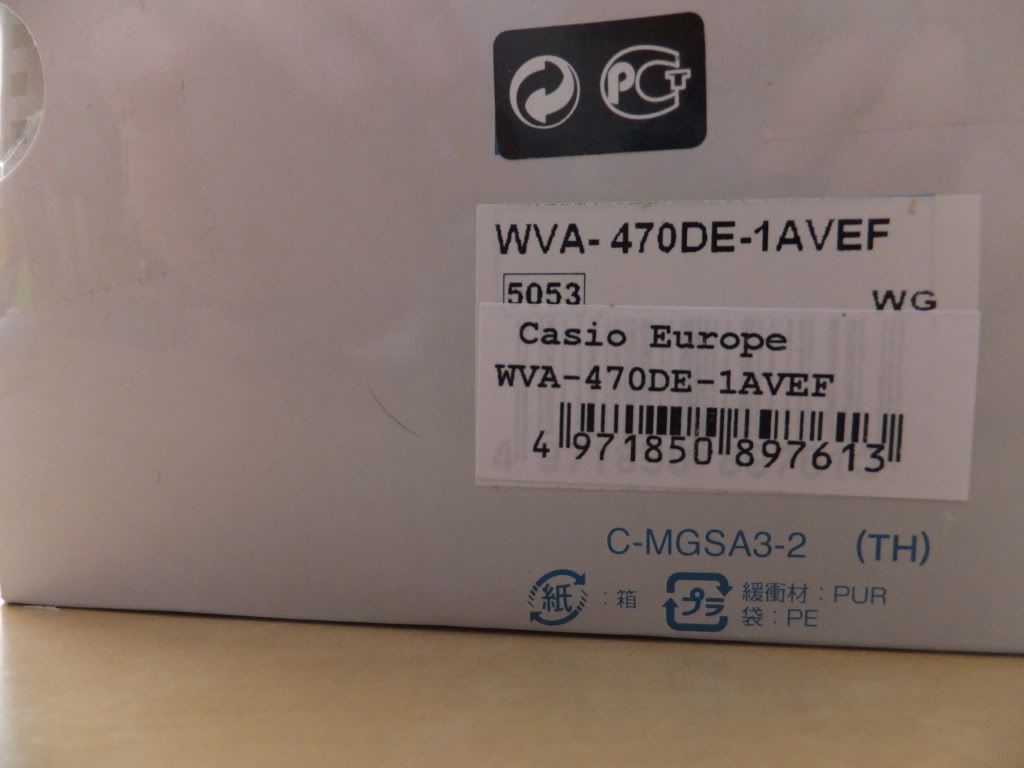 PCT
WVA- 470DE-1AVEF
5053
WG
Casio Europe
WVA-470DE-1AVEF
4 971850 897613
C-MGSA3-2 (TH)
紙 : 箱
プラ 緩衝材 : PUR
袋 : PE